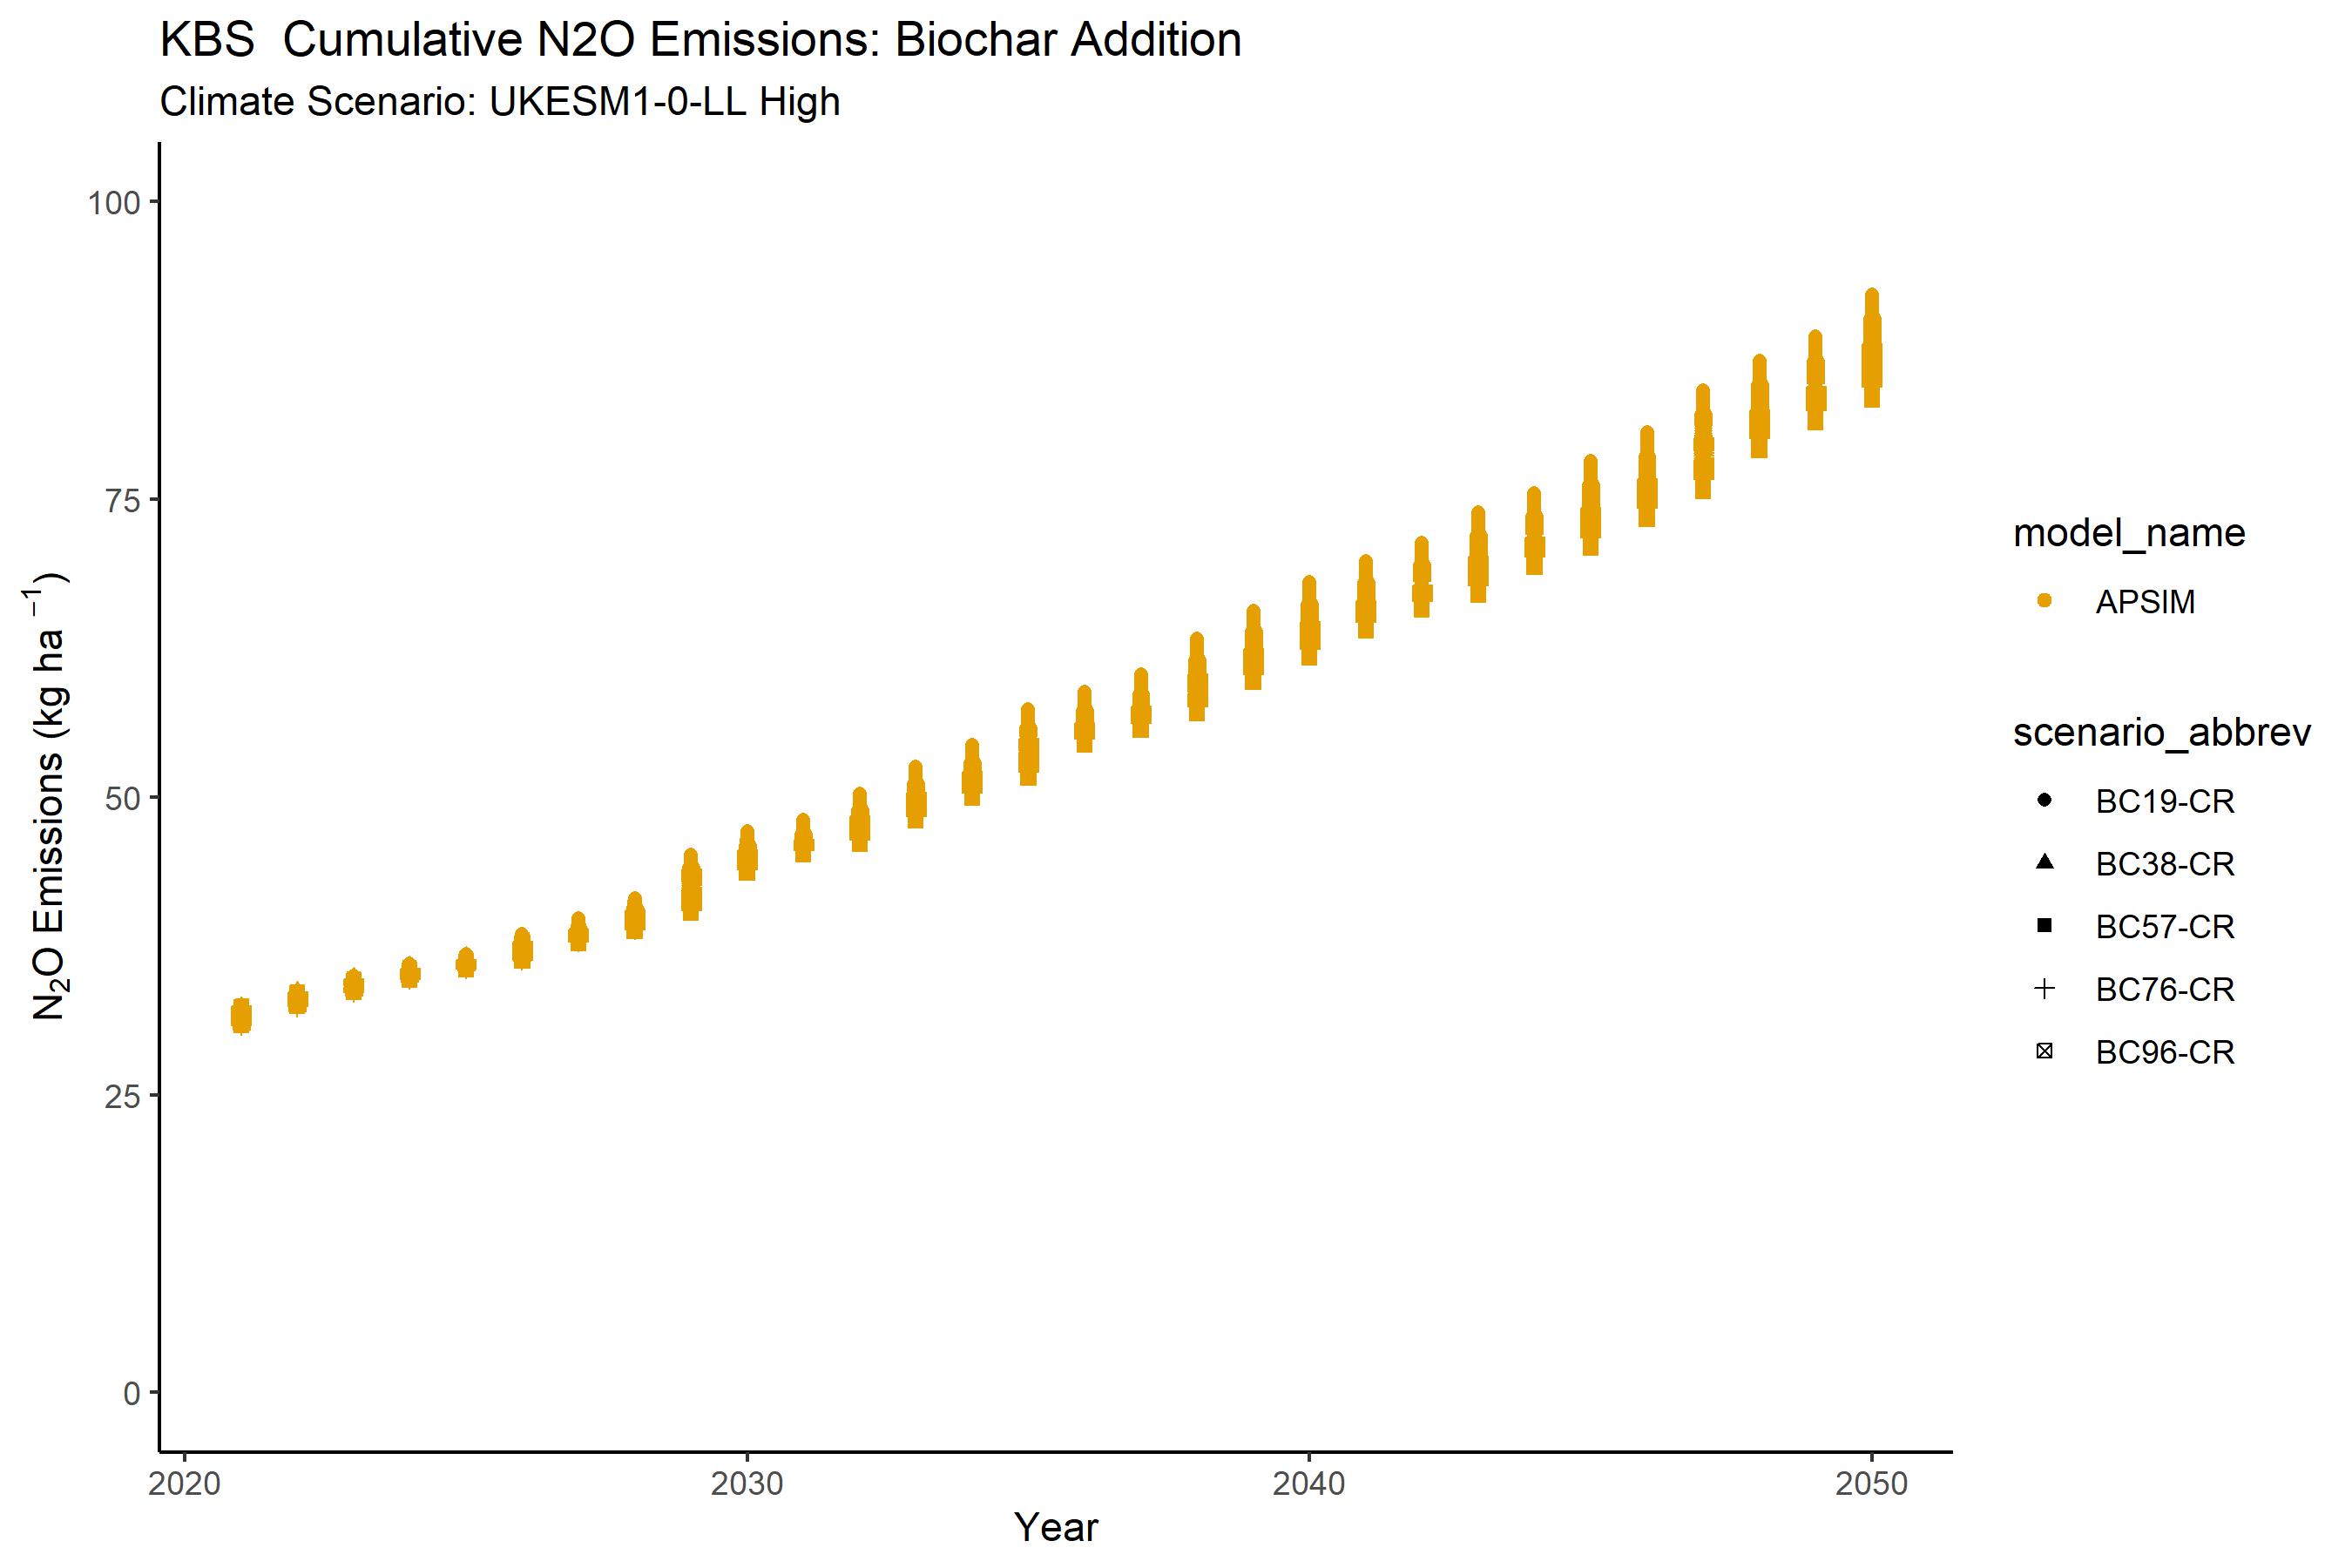 KBS  Cumulative N2O Emissions: Biochar Addition
Climate Scenario: UKESM1-0-LL High
N₂O Emissions (kg ha ⁻¹)
100
75
50
25
0
2020
2030
2040
2050
Year
model_name
APSIM
scenario_abbrev
BC19-CR
BC38-CR
BC57-CR
BC76-CR
BC96-CR